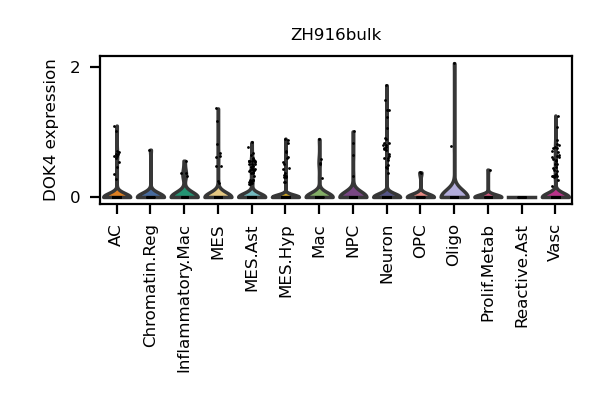 ZH916bulk
DOK4 expression
2
0
AC
Chromatin.Reg
Inflammatory.Mac
MES
MES.Ast
MES.Hyp
Mac
NPC
Neuron
OPC
Oligo
Prolif.Metab
Reactive.Ast
Vasc